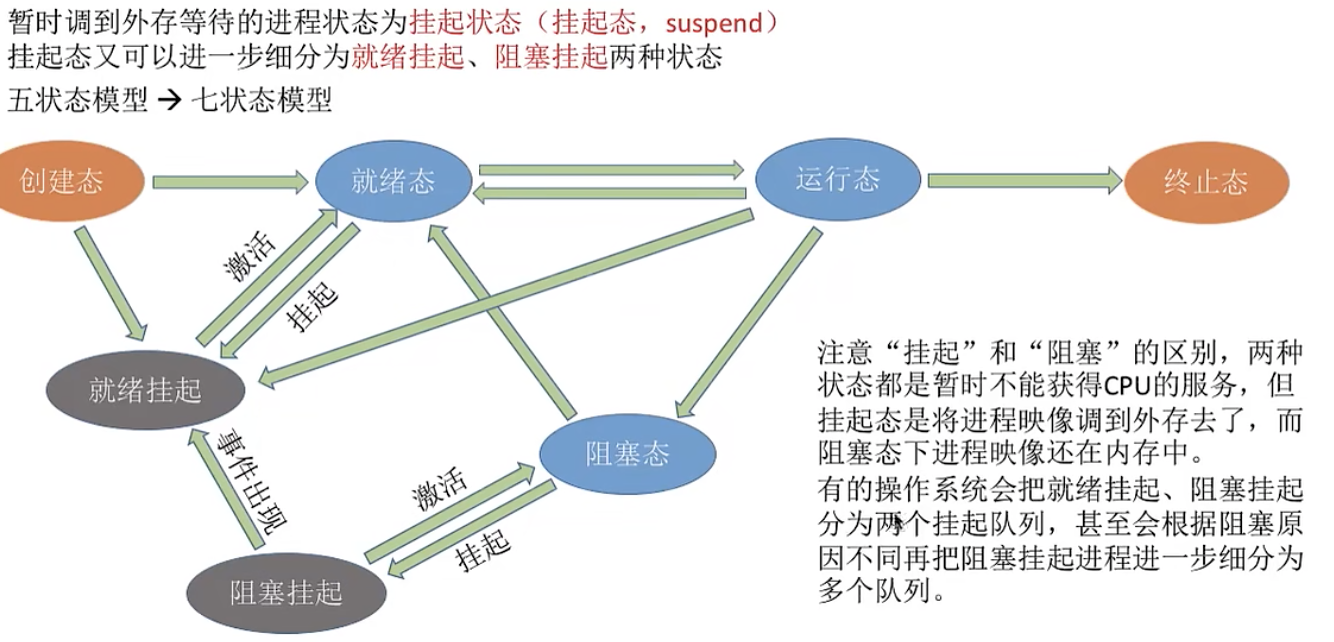 暂时调到外存等待的进程状态为挂起状态（挂起态，suspend）
挂起态又可以进一步细分为就绪挂起、阻塞挂起两种状态
五状态模型 → 七状态模型
创建态
就绪态
运行态
终止态
激活
挂起
就绪挂起
注意“挂起”和“阻塞”的区别，两种
状态都是暂时不能获得CPU的服务，但
挂起态是将进程映像调到外存去了，而
阻塞态下进程映像还在内存中。
有的操作系统会把就绪挂起、阻塞挂起
分为两个挂起队列，甚至会根据阻塞原
因不同再把阻塞挂起进程进一步细分为
多个队列。
事件出现
阻塞态
激活
挂起
阻塞挂起